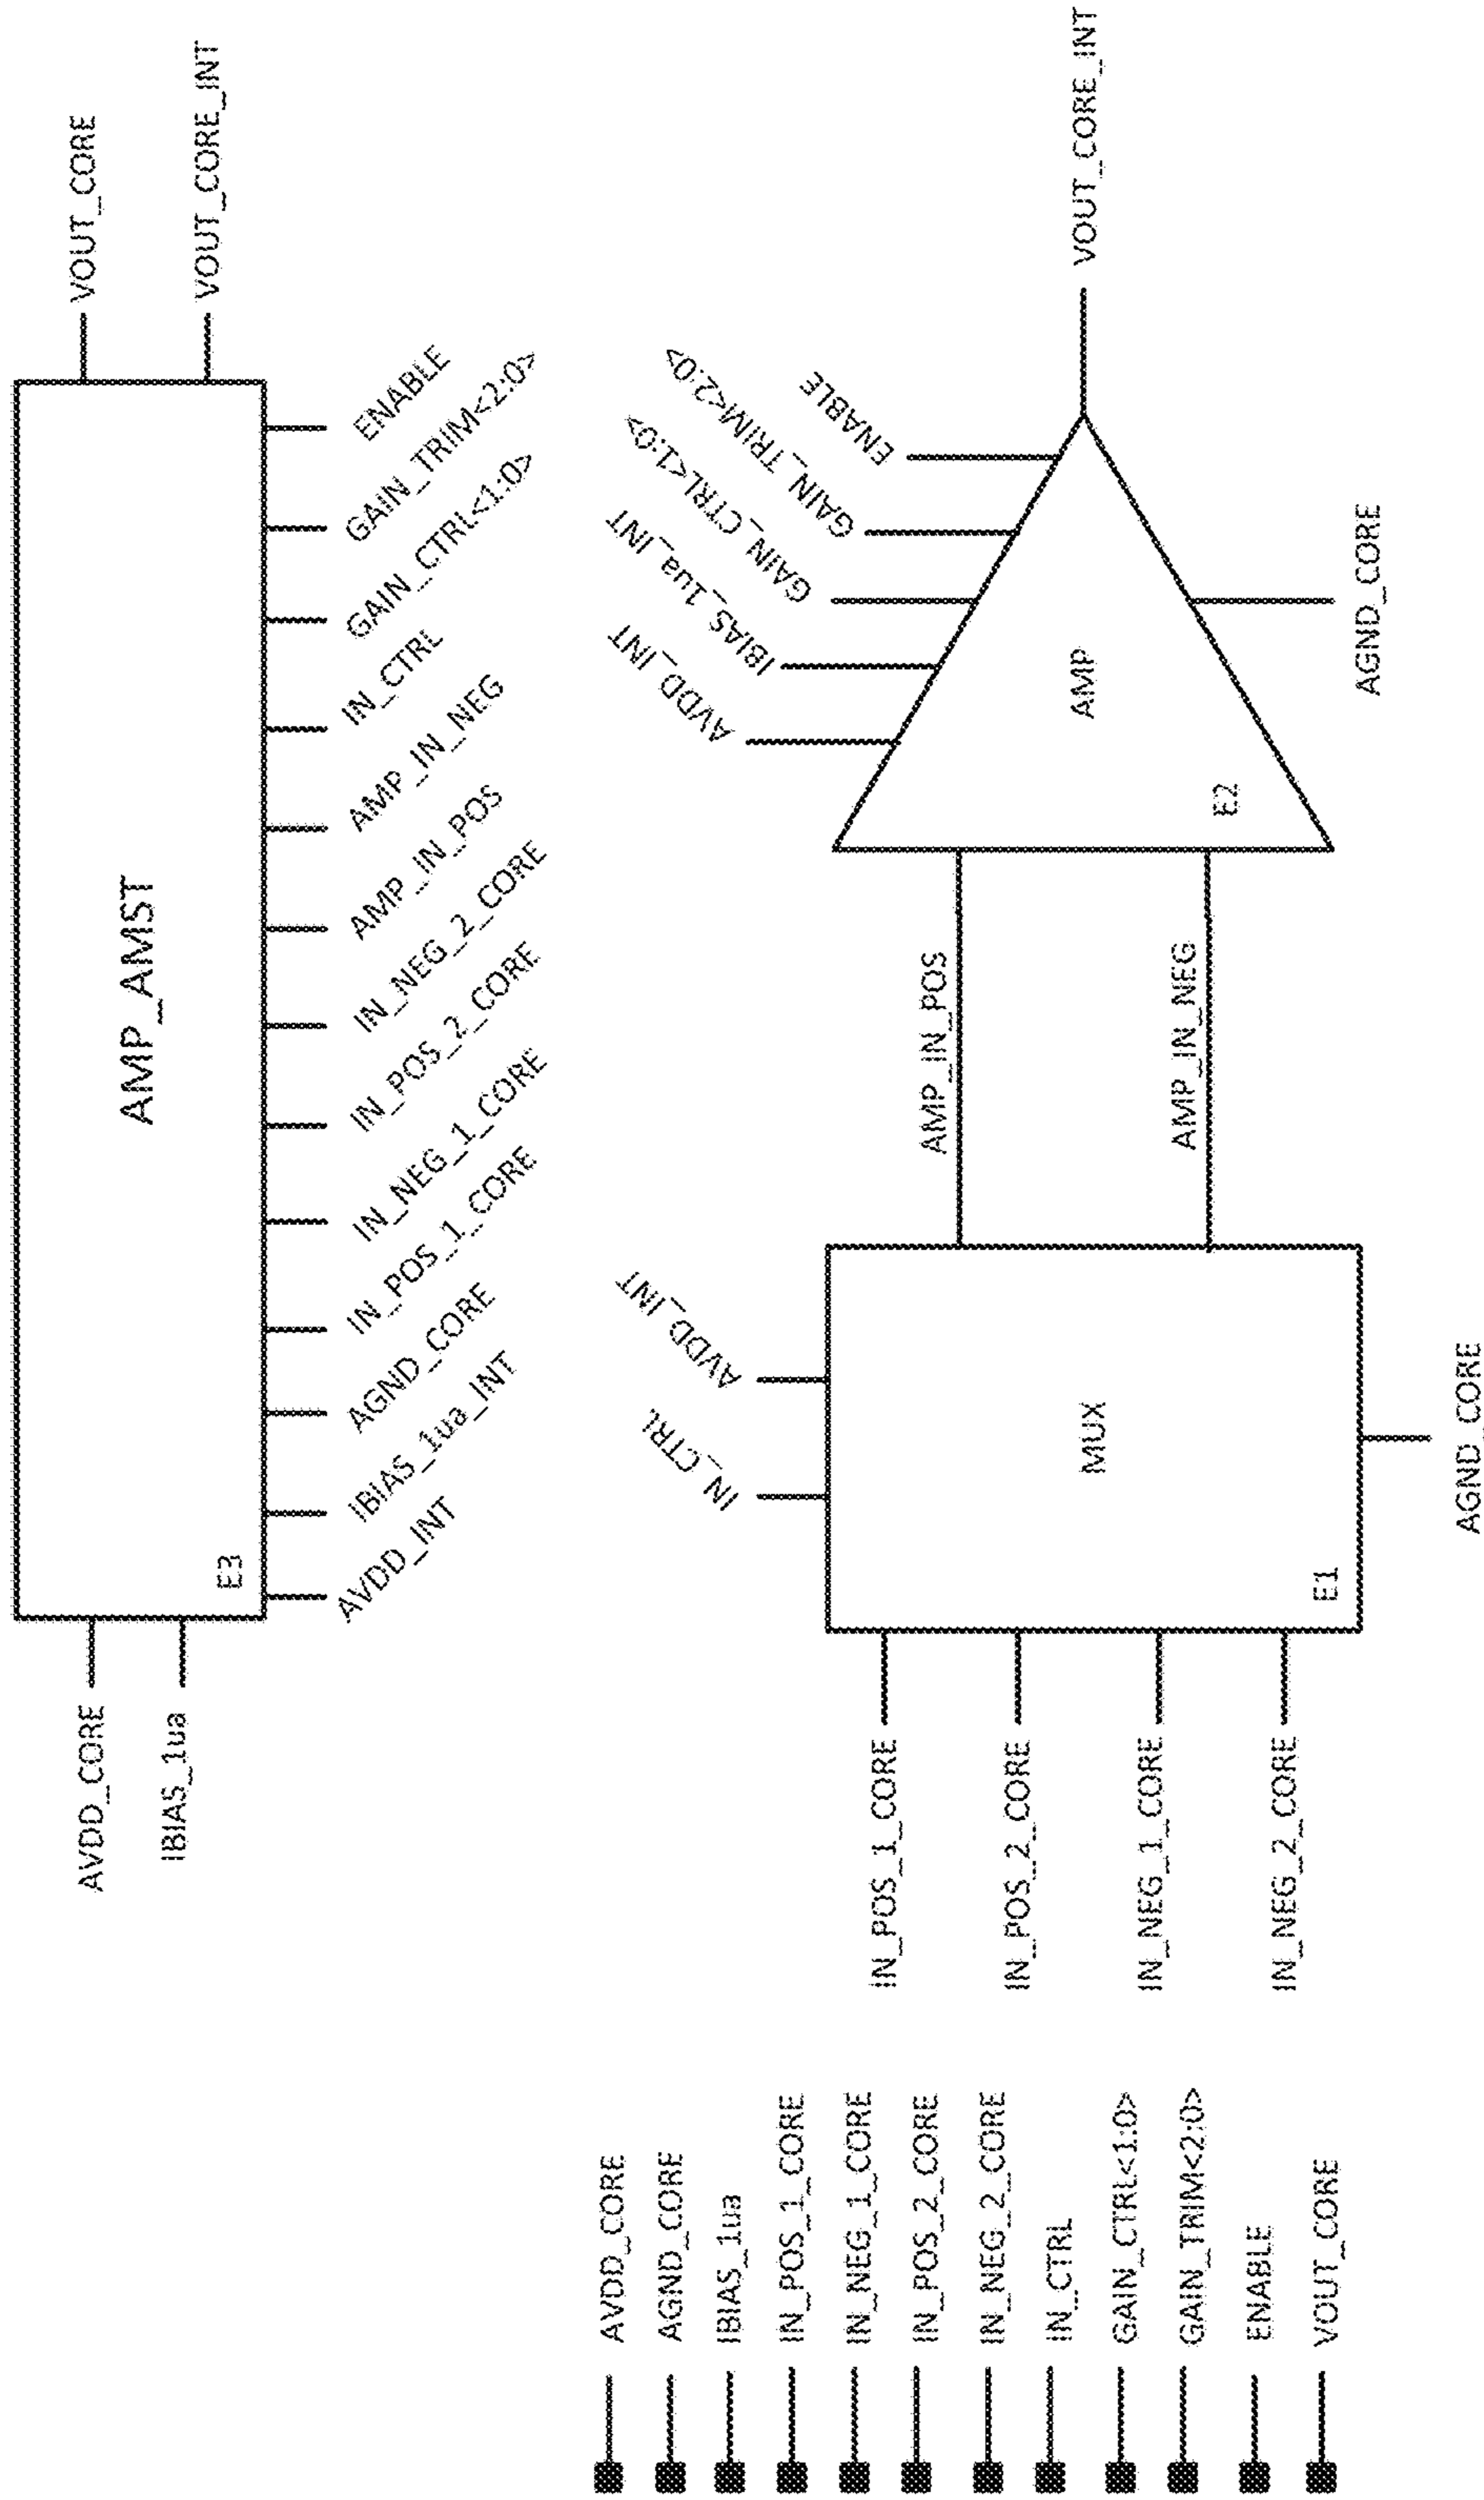 AMP_AMST
E3
AVDD_CORE
IBIAS_1ua
VOUT_CORE
VOUT_CORE_INT
AVDD_INT
IBIAS_1ua_INT
AGND_CORE
IN_POS_1_CORE
IN_NEG_1_CORE
IN_POS_2_CORE
IN_NEG_2_CORE
AMP_IN_POS
AMP_IN_NEG
IN_CTRL
GAIN_CTRL<1:0>
GAIN_TRIM<2:0>
ENABLE
AVDD_CORE
AGND_CORE
IBIAS_1ua
IN_POS_1_CORE
IN_NEG_1_CORE
IN_POS_2_CORE
IN_NEG_2_CORE
IN_CTRL
GAIN_CTRL<1:0>
GAIN_TRIM<2:0>
ENABLE
VOUT_CORE
IN_POS_1_CORE
IN_POS_2_CORE
IN_NEG_1_CORE
IN_NEG_2_CORE
IN_CTRL
AVDD_INT
MUX
E1
AGND_CORE
AMP_IN_POS
AMP_IN_NEG
AVDD_INT
IBIAS_1ua_INT
GAIN_CTRL<1:0>
GAIN_TRIM<2:0>
ENABLE
AMP
E2
AGND_CORE
VOUT_CORE_INT